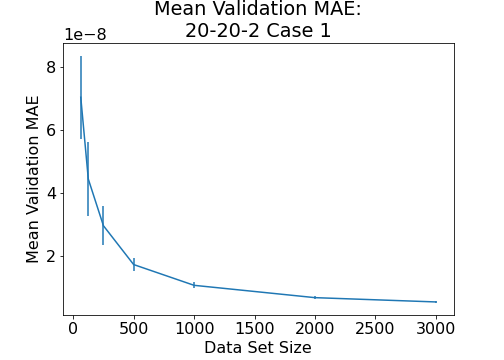 Mean Validation MAE:
20-20-2 Case 1
1e−8
8
6
4
2
Mean Validation MAE
0 500 1000 1500 2000 2500 3000
Data Set Size